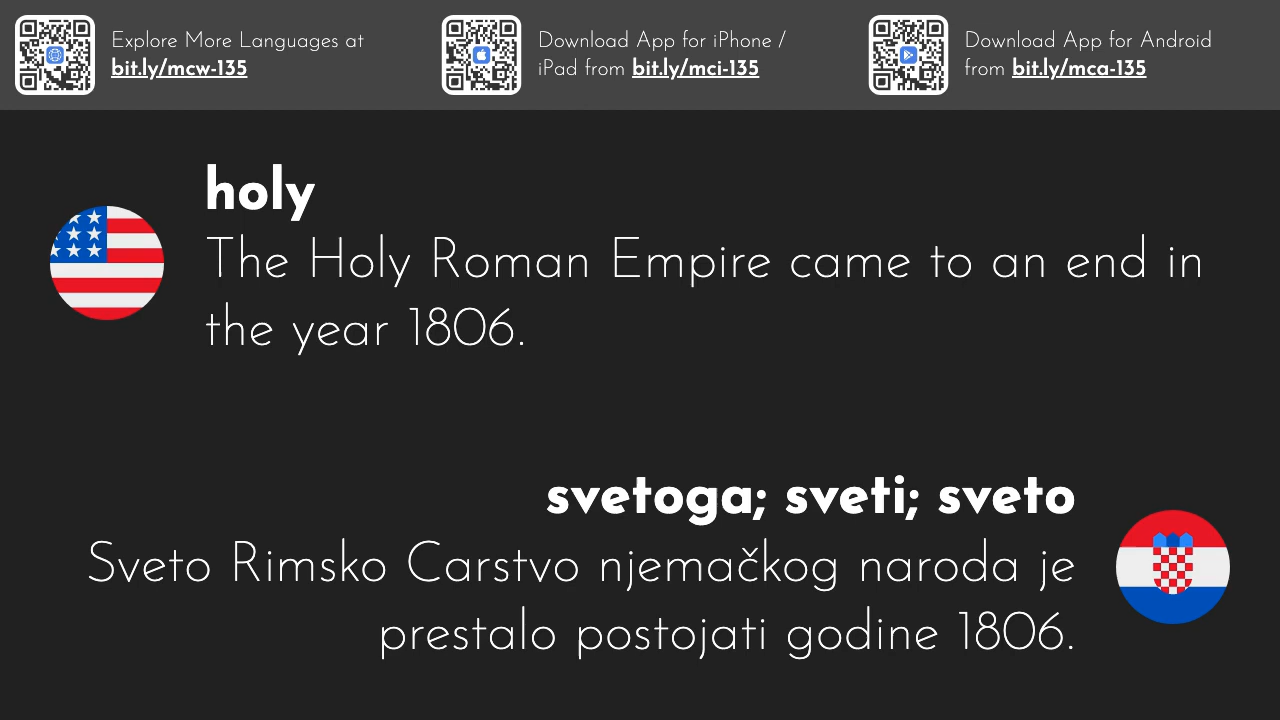 Explore More Languages at
bit.ly/mcw-135
Download App for iPhone /
iPad from bit.ly/mci-135
Download App for Android
from bit.ly/mca-135
holy
The Holy Roman Empire came to an end in
the year 1806.
svetoga; sveti; sveto
Sveto Rimsko Carstvo njemačkog naroda je
prestalo postojati godine 1806.